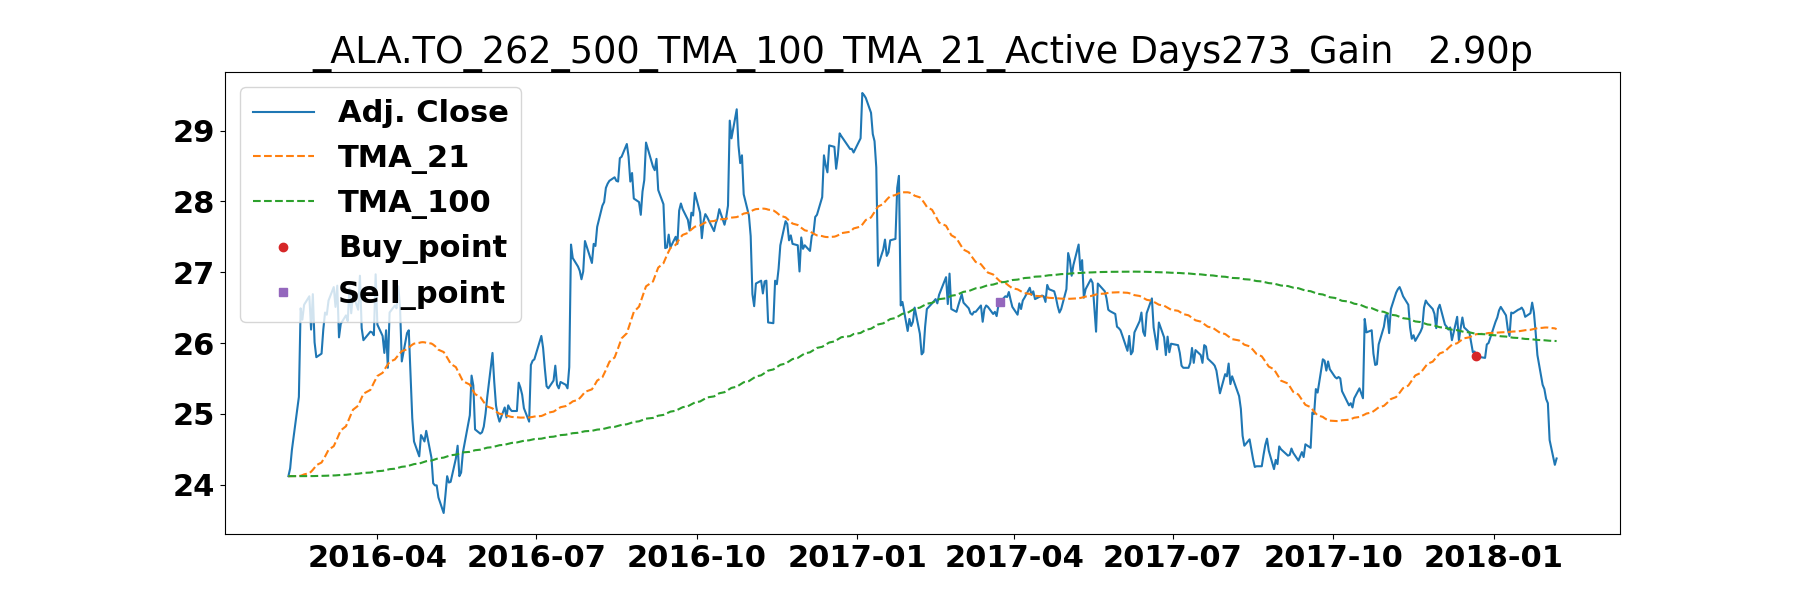 _ALA.TO_262_500_TMA_100_TMA_21_Active Days273_Gain   2.90p
Adj. Close
TMA_21
TMA_100
Buy_point
Sell_point
29
28
27
26
25
24
2016-04 2016-07 2016-10 2017-01 2017-04 2017-07 2017-10 2018-01